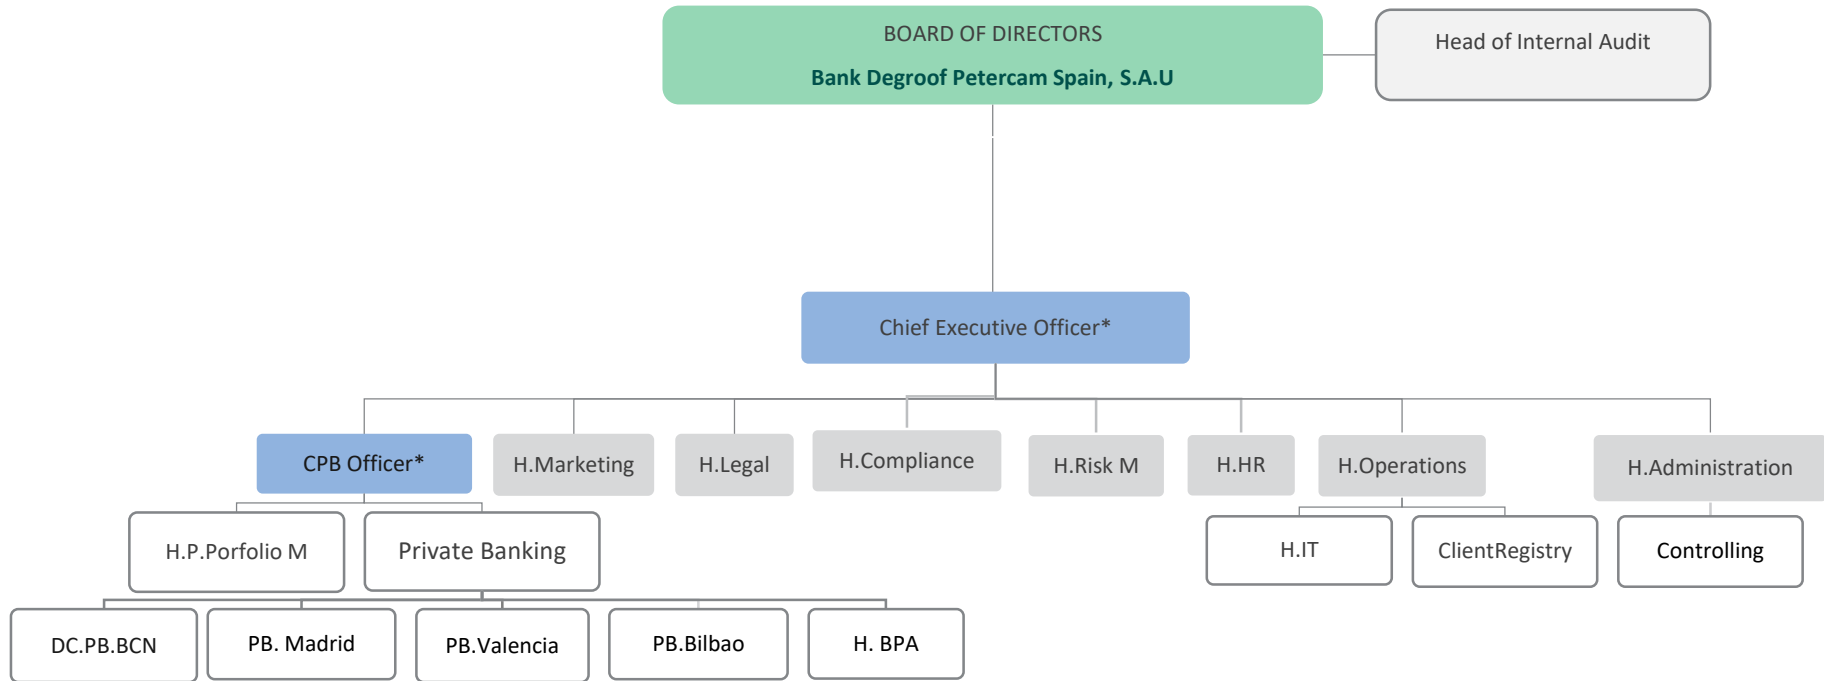 BOARD OF DIRECTORS
Bank Degroof Petercam Spain, S.A.U
Head of Internal Audit
Chief Executive Officer*
CPB Officer*
H.Marketing
H.Legal
H.Compliance
H.Risk M
H.HR
H.Operations
H.Administration
H.P.Porfolio M
Private Banking
H.IT
ClientRegistry
Controlling
DC.PB.BCN
PB. Madrid
PB.Valencia
PB.Bilbao
H. BPA